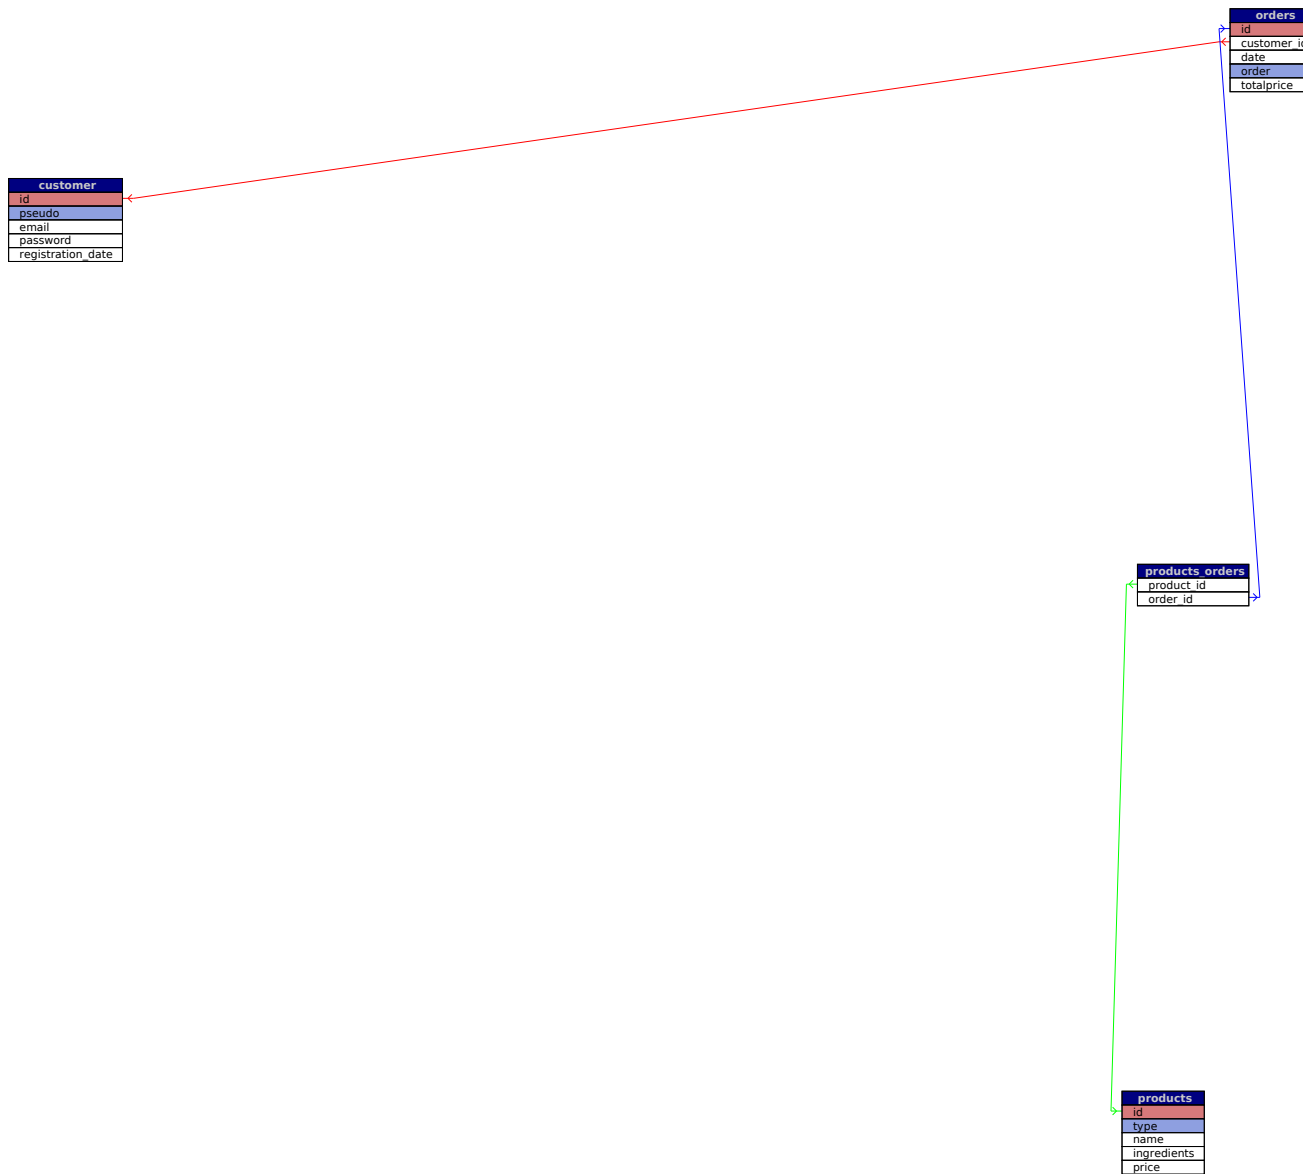 orders
id
customer_id
date
order
totalprice
customer
id
pseudo
email
password
registration_date
products_orders
product_id
order_id
products
id
type
name
ingredients
price